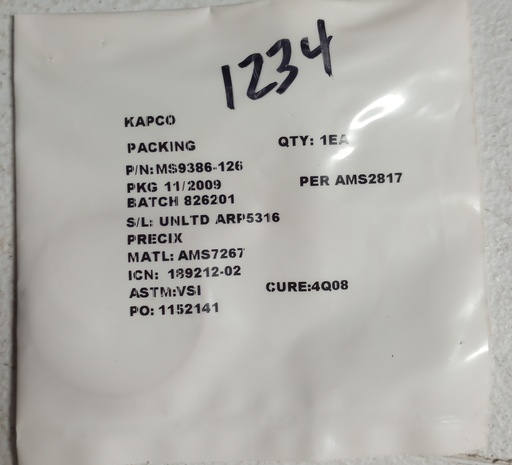 1234
KAPCO
PACKING QTY: 1EA
P/N: MS9386-126
PKG 11/2009 PER AMS2817
BATCH 826201
S/L: UNLTD ARP5316
PRECIX
MATL: AMS7267
ICN: 189212-02
ASTM:VSI CURE:4Q08
PO: 1152141